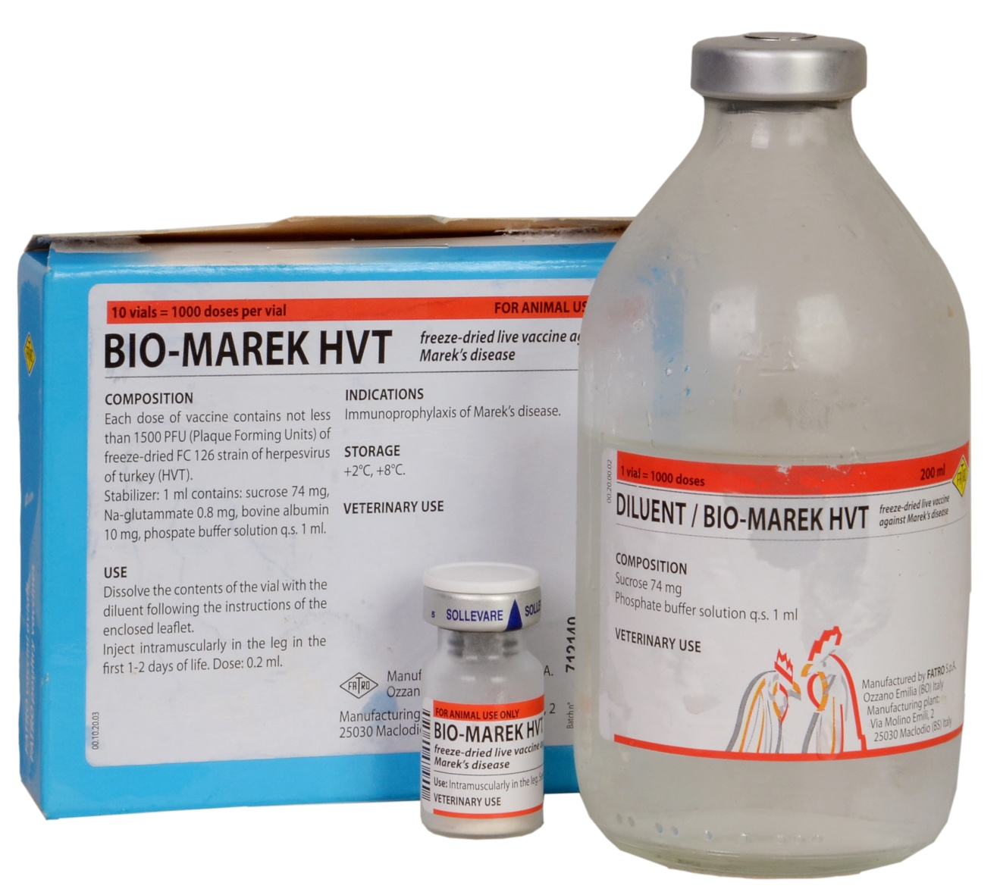 10 vials = 1000 doses per vial
FOR ANIMAL US
BIO-MAREK HVT
freeze-dried live vaccine ag
Marek's disease
COMPOSITION
Each dose of vaccine contains not less
than 1500 PFU (Plaque Forming Units) of
freeze-dried FC 126 strain of herpesvirus
of turkey (HVT).
Stabilizer: 1 ml contains: sucrose 74 mg,
Na-glutammate 0.8 mg, bovine albumin
10 mg, phospate buffer solution q.s. 1 ml.
USE
Dissolve the contents of the vial with the
diluent following the instructions of the
enclosed leaflet.
Inject intramuscularly in the leg in the
first 1-2 days of life. Dose: 0.2 ml.
00.10.20.03
INDICATIONS
Immunoprophylaxis of Marek's disease.
STORAGE
+2°C, +8°C.
VETERINARY USE
FATRO
Manuf
Ozzan
A.
Manufacturing
, 2
25030 Maclodi
Batch n°
712140
FATRO
5 SOLLEVARE SOLLE
FOR ANIMAL USE ONLY
BIO-MAREK HVT
freeze-dried live vaccine
Marek's disease
Use: Intramuscularly in the leg.
VETERINARY USE
00.20.00.02
1 vial = 1000 doses
200 ml
FATRO
DILUENT / BIO-MAREK HVT
freeze-dried live vaccine
against Marek's disease
COMPOSITION
Sucrose 74 mg
Phosphate buffer solution q.s. 1 ml
VETERINARY USE
Manufactured by FATRO S.p.A.
Ozzano Emilia (BO) Italy
Manufacturing plant:
Via Molino Emili, 2
25030 Maclodio (BS) Italy